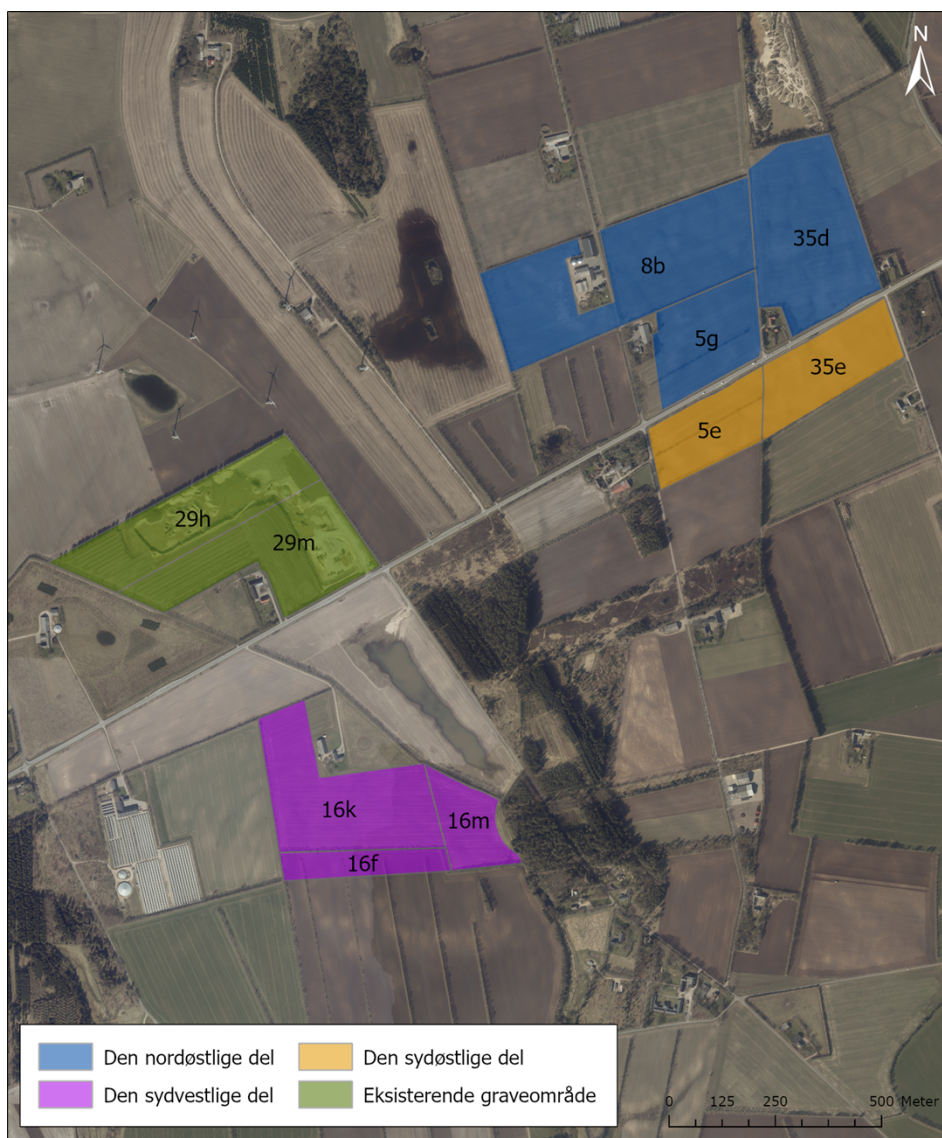 N
35d
8b
5g
35e
5e
29h
29m
16k
16m
16f
Den nordøstlige del
Den sydøstlige del
Den sydvestlige del
Eksisterende graveområde
0 125 250 500 Meter